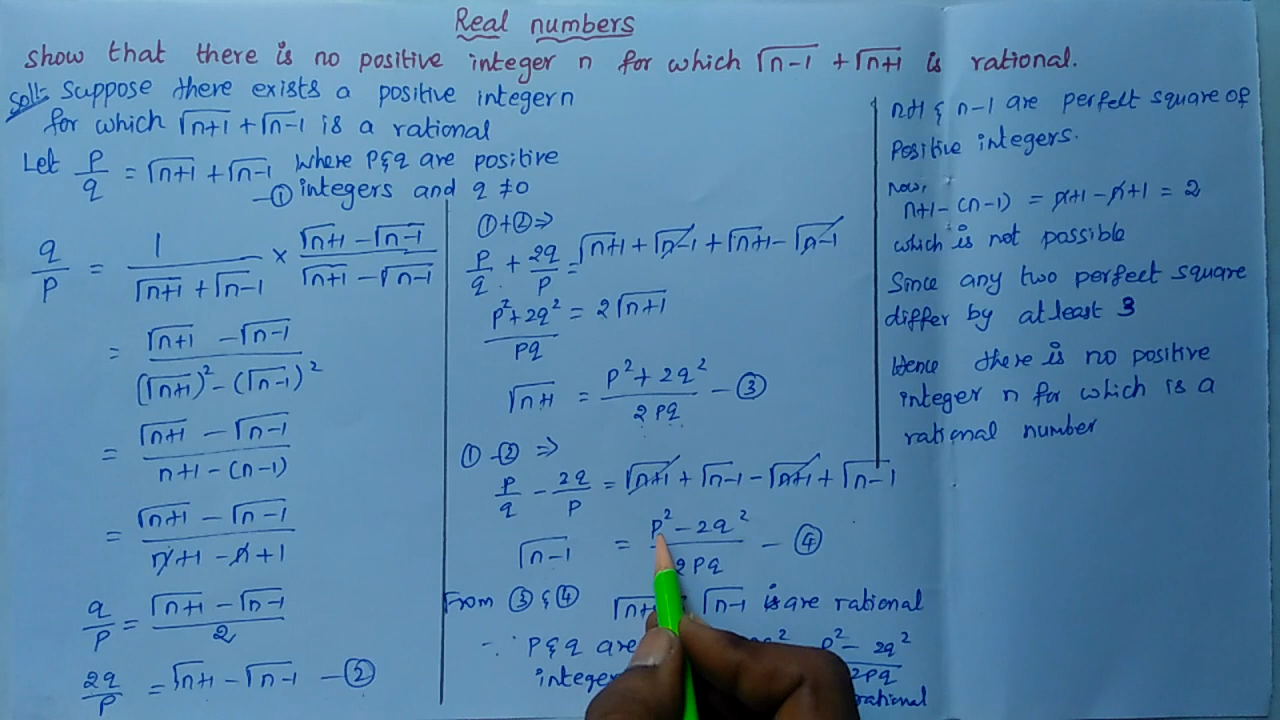 Real numbers
show that there is no positive integer n for which √n-1 + √n+1 is rational.
Sol:- Suppose there exists a positive integer n
for which √n+1 + √n-1 is a rational
Let p/q = √n+1 + √n-1 where p&q are positive
—① integers and q ≠0
q/p = 1/(√n+1 + √n-1) × (√n+1 - √n-1)/(√n+1 - √n-1)
= (√n+1 - √n-1)/((√n+1)² - (√n-1)²)
= (√n+1 - √n-1)/(n+1 - (n-1))
= (√n+1 - √n-1)/(n+1 - n+1)
q/p = (√n+1 - √n-1)/2
2q/p = √n+1 - √n-1 —②
①+②⇒
p/q + 2q/p = √n+1 + √n-1 + √n+1 - √n-1
(p²+2q²)/pq = 2√n+1
√n+1 = (p²+2q²)/2pq —③
①-② ⇒
p/q - 2q/p = √n+1 + √n-1 - √n+1 + √n-1
√n-1 = (p²-2q²)/2pq —④
From ③&④ √n+1 √n-1 is are rational
∵ p&q are p²-2q²
2pq
rational
n+1 & n-1 are perfect square of
Positive integers.
Now,
n+1-(n-1) = n+1-n+1 = 2
which is not possible
Since any two perfect square
differ by at least 3
Hence there is no positive
integer n for which is a
rational number